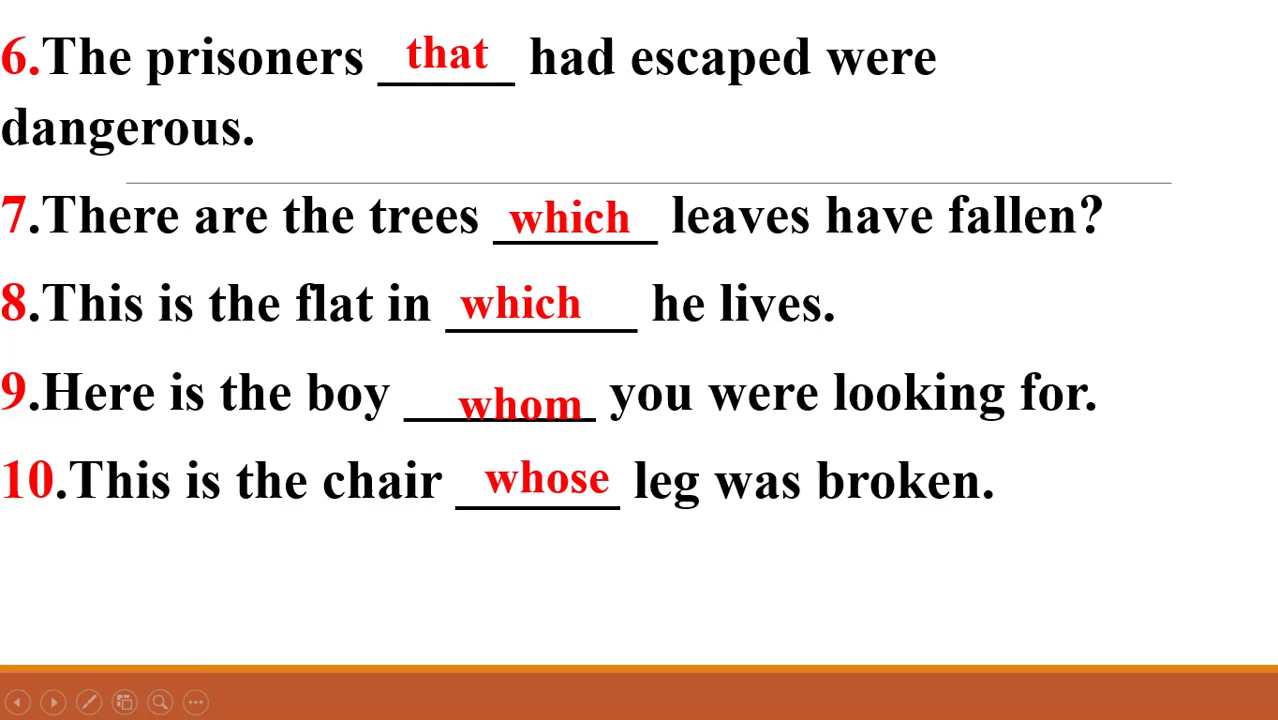 6.The prisoners that had escaped were
dangerous.
7.There are the trees which leaves have fallen?
8.This is the flat in which he lives.
9.Here is the boy whom you were looking for.
10.This is the chair whose leg was broken.